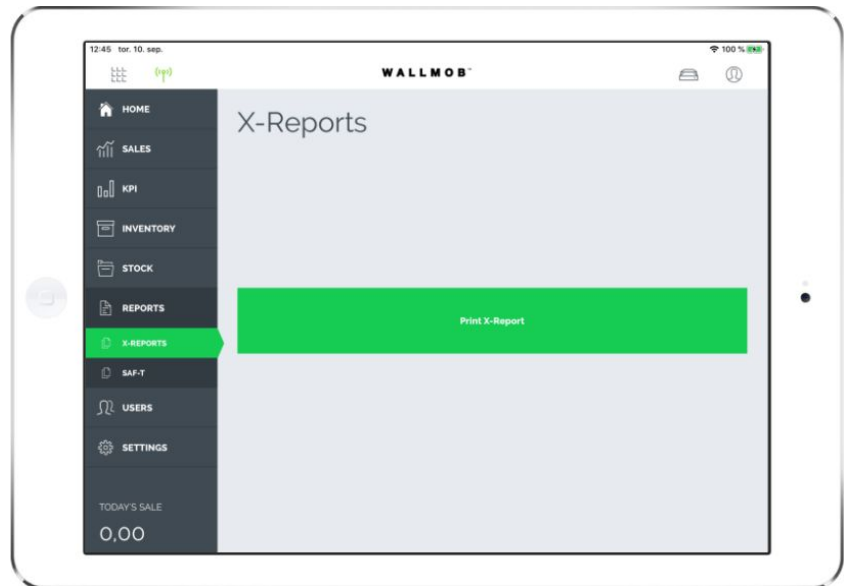 12:45 tor. 10. sep.
100 %
WALLMOB™
HOME
SALES
KPI
INVENTORY
STOCK
REPORTS
X-REPORTS
SAF-T
USERS
SETTINGS
TODAY'S SALE
0,00
X-Reports
Print X-Report